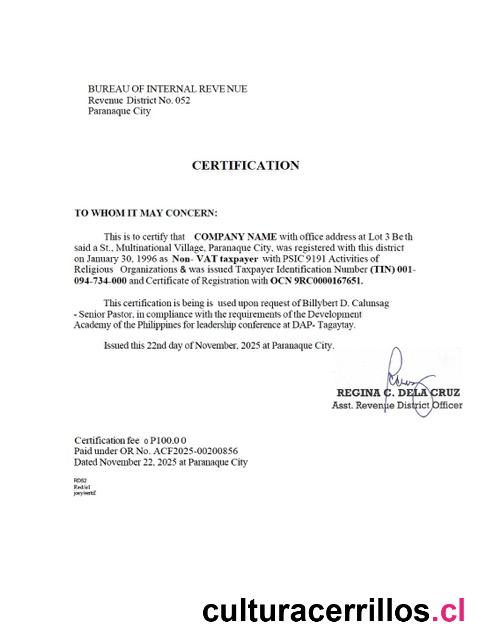 BUREAU OF INTERNAL REVENUE
Revenue District No. 052
Paranaque City
CERTIFICATION
TO WHOM IT MAY CONCERN:
This is to certify that COMPANY NAME with office address at Lot 3 Beth
said a St., Multinational Village, Paranaque City, was registered with this district
on January 30, 1996 as Non- VAT taxpayer with PSIC 9191 Activities of
Religious Organizations & was issued Taxpayer Identification Number (TIN) 001-
094-734-000 and Certificate of Registration with OCN 9RC0000167651.
This certification is being is used upon request of Billybert D. Calunsag
- Senior Pastor, in compliance with the requirements of the Development
Academy of the Philippines for leadership conference at DAP- Tagaytay.
Issued this 22nd day of November, 2025 at Paranaque City.
REGINA C. DELA CRUZ
Asst. Revenue District Officer
Certification fee o P100.00
Paid under OR No. ACF2025-00200856
Dated November 22, 2025 at Paranaque City
RD52
joey/certif.
culturacerrillos.cl